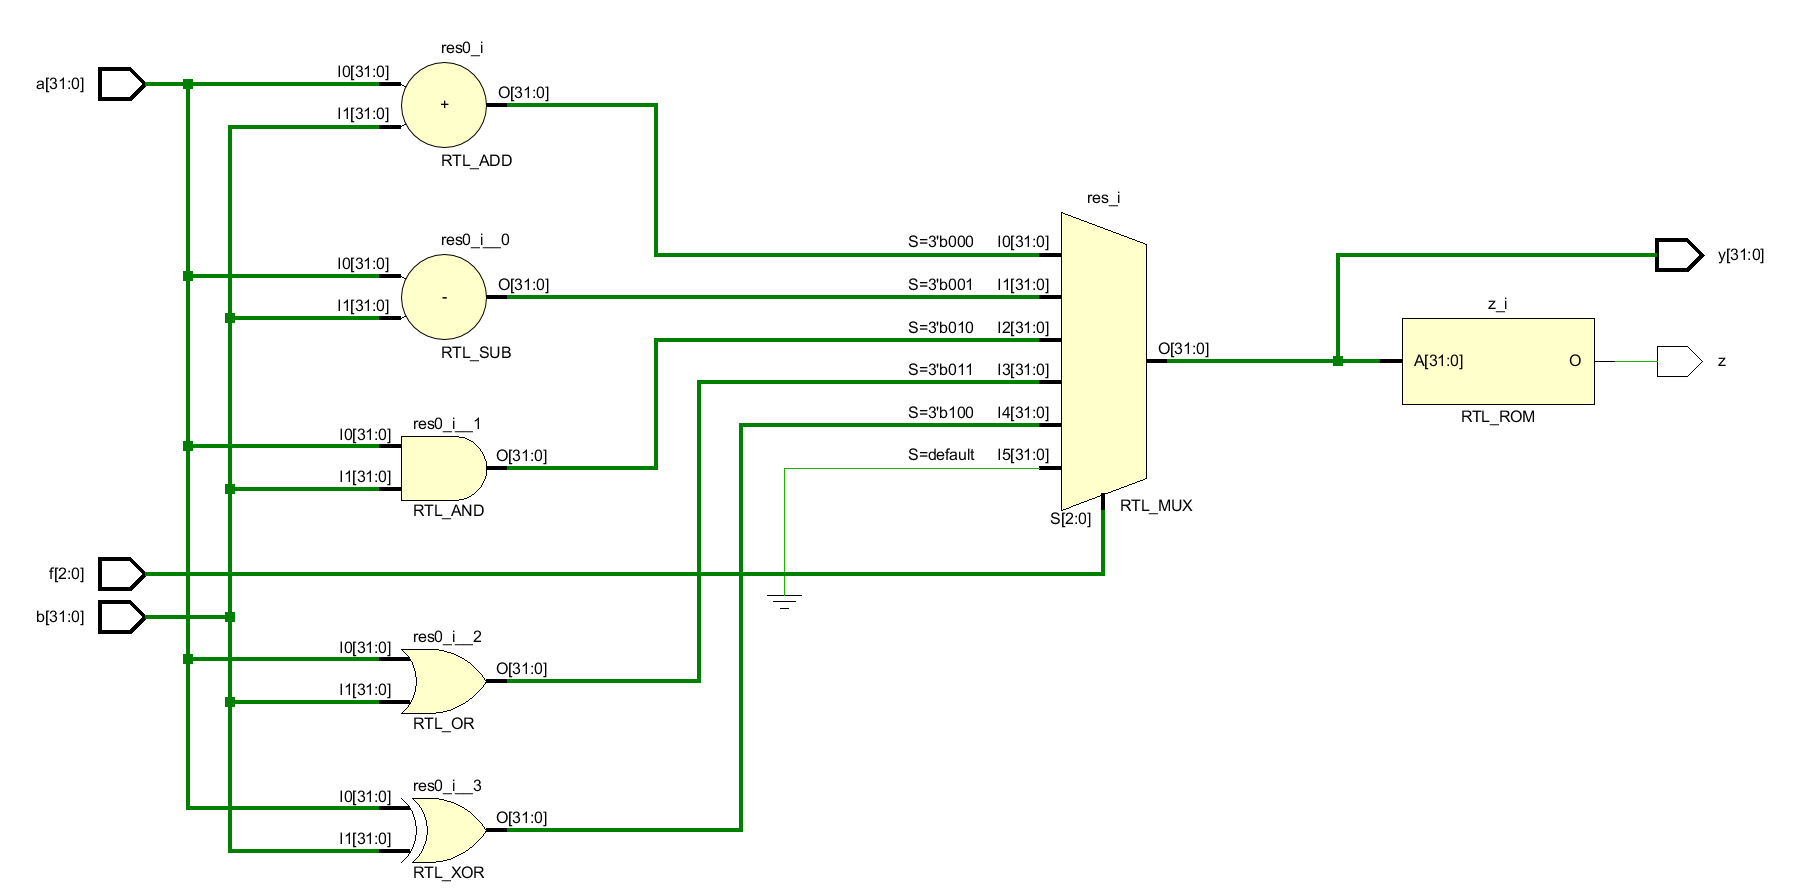 res0_i
a[31:0]
I0[31:0]
+
O[31:0]
I1[31:0]
RTL_ADD
res_i
res0_i__0
S=3'b000 I0[31:0]
y[31:0]
I0[31:0]
-
O[31:0]
S=3'b001 I1[31:0]
z_i
I1[31:0]
S=3'b010 I2[31:0]
RTL_SUB
O[31:0]
A[31:0] O
z
S=3'b011 I3[31:0]
RTL_ROM
S=3'b100 I4[31:0]
res0_i__1
I0[31:0]
O[31:0]
S=default I5[31:0]
I1[31:0]
RTL_AND
RTL_MUX
S[2:0]
f[2:0]
b[31:0]
res0_i__2
I0[31:0]
O[31:0]
I1[31:0]
RTL_OR
res0_i__3
I0[31:0]
O[31:0]
I1[31:0]
RTL_XOR